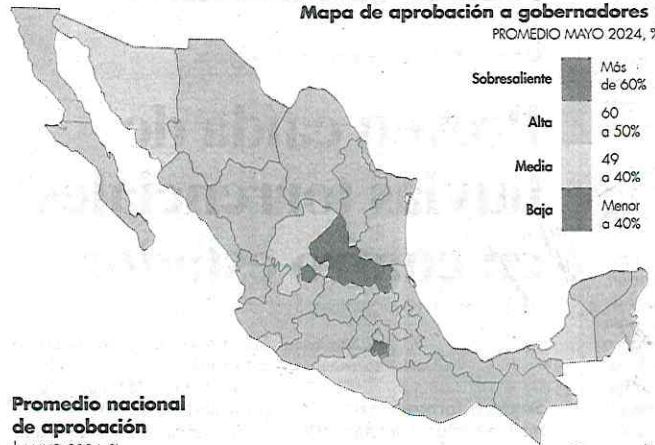 Mapa de aprobación a gobernadores
PROMEDIO MAYO 2024, %
Sobresaliente
Más
de 60%
Alta
60
a 50%
Media
49
a 40%
Baja
Menor
a 40%
Promedio nacional
de aprobación